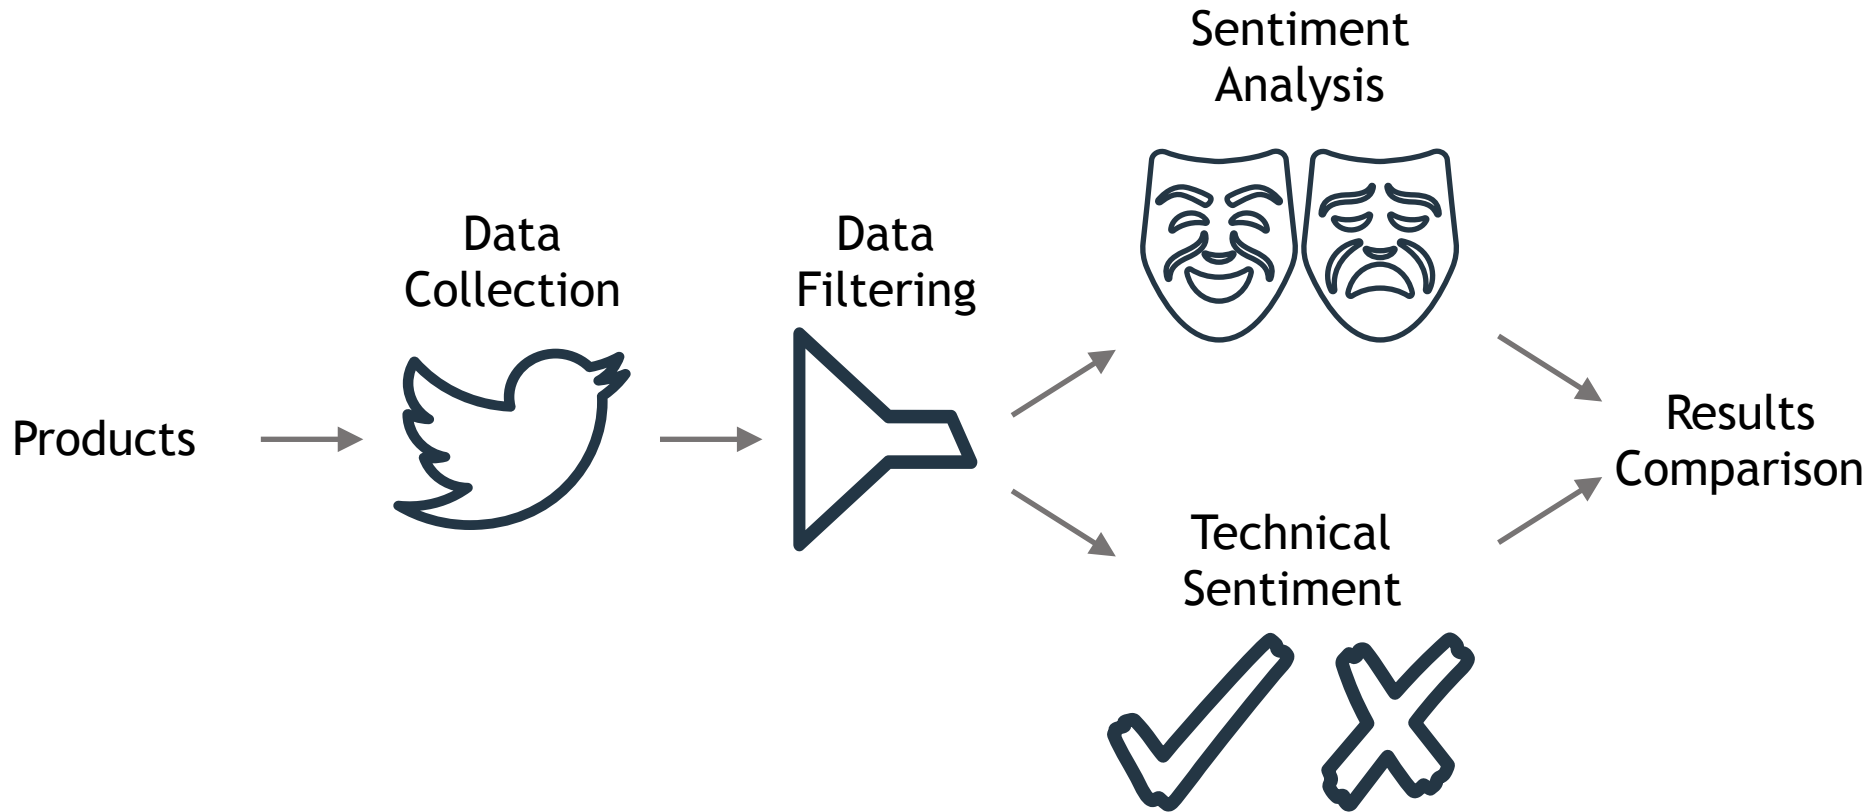 Products
Data
Collection
Data
Filtering
Sentiment
Analysis
Technical
Sentiment
Results
Comparison